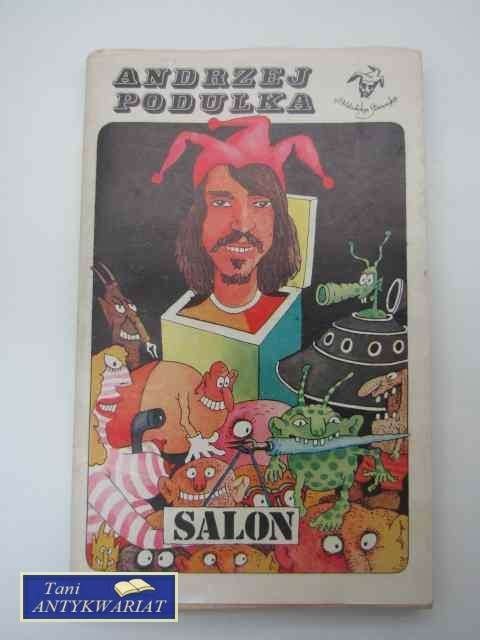 ANDRZEJ
PODULKA
SALON
Tani
ANTYKWARIAT